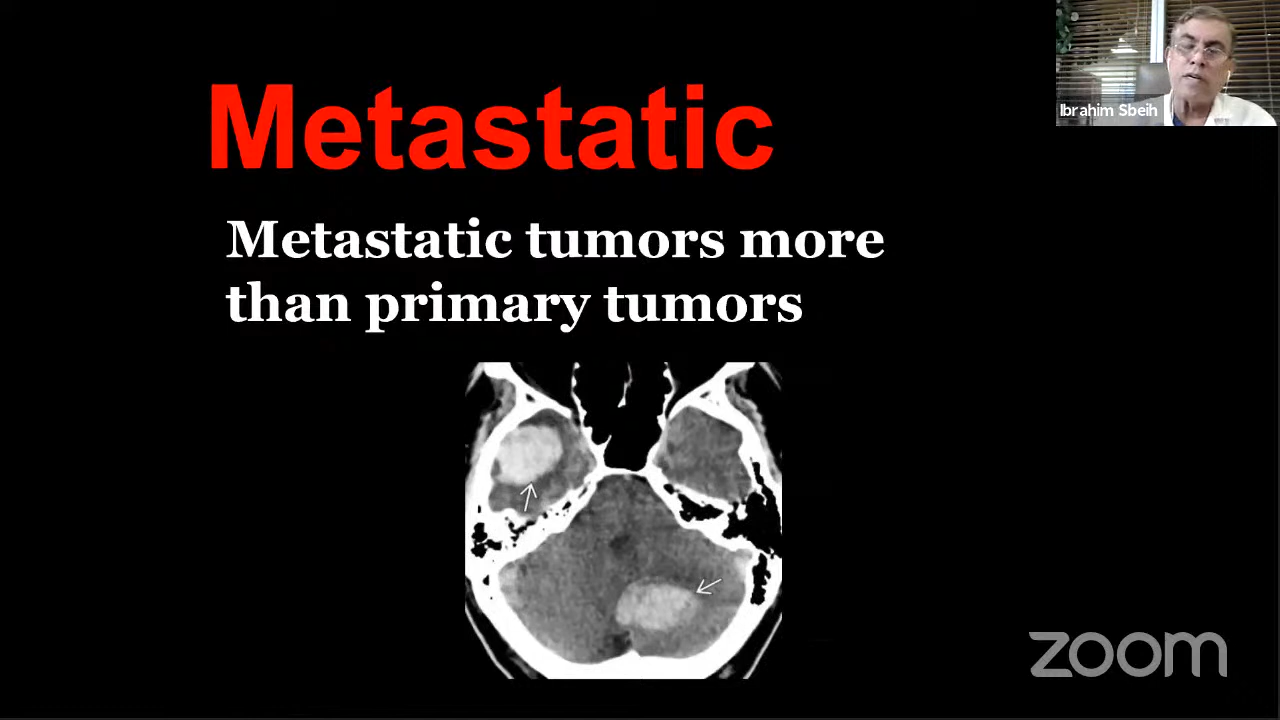 Metastatic
Metastatic tumors more
than primary tumors
Ibrahim Sbeih
zoom